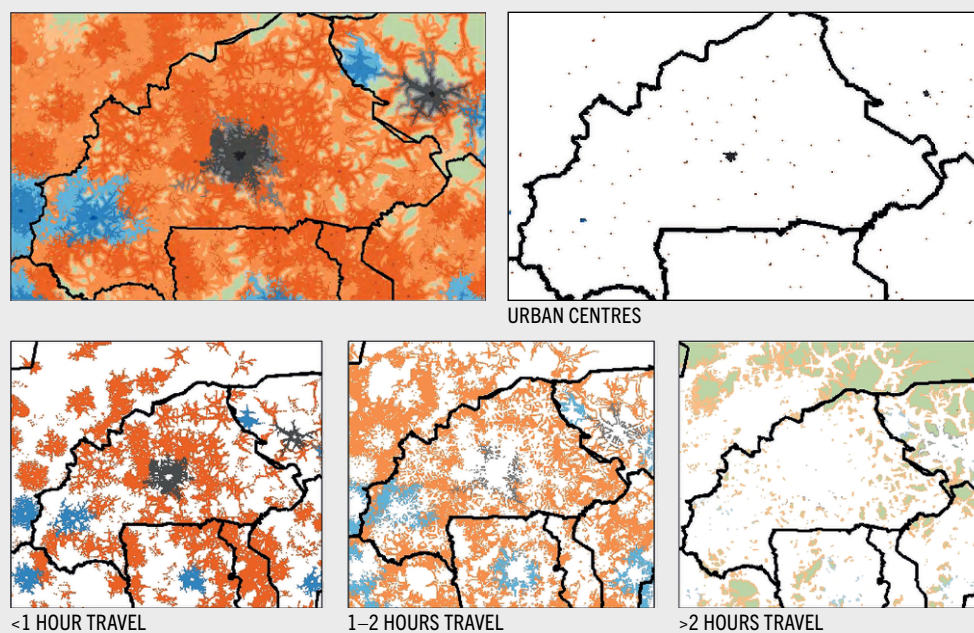 URBAN CENTRES
<1 HOUR TRAVEL
1–2 HOURS TRAVEL
>2 HOURS TRAVEL